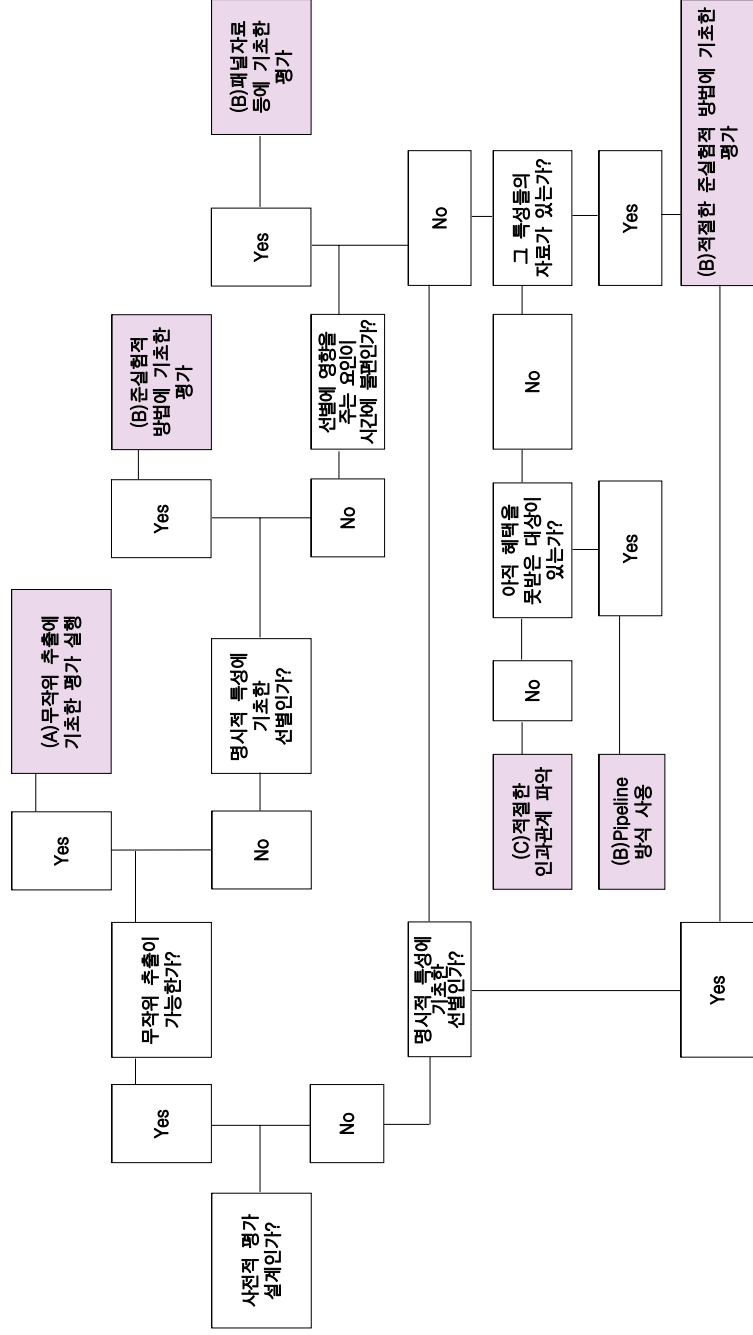 사전적 평가
설계인가?
Yes
No
무작위 추출이
가능한가?
Yes
(A)무작위 추출에
기초한 평가 실행
No
명시적 특성에
기초한
선별인가?
Yes
(B)준실험적
방법에 기초한
평가
No
선별에 영향을
주는 요인이
시간에 불편인가?
Yes
(B)패널자료
등에 기초한
평가
No
명시적 특성에
기초한
선별인가?
Yes
(B)적절한 준실험적 방법에 기초한
평가
그 특성들의
자료가 있는가?
Yes
No
아직 혜택을
못받은 대상이
있는가?
Yes
(B)Pipeline
방식 사용
No
(C)적절한
인과관계 파악